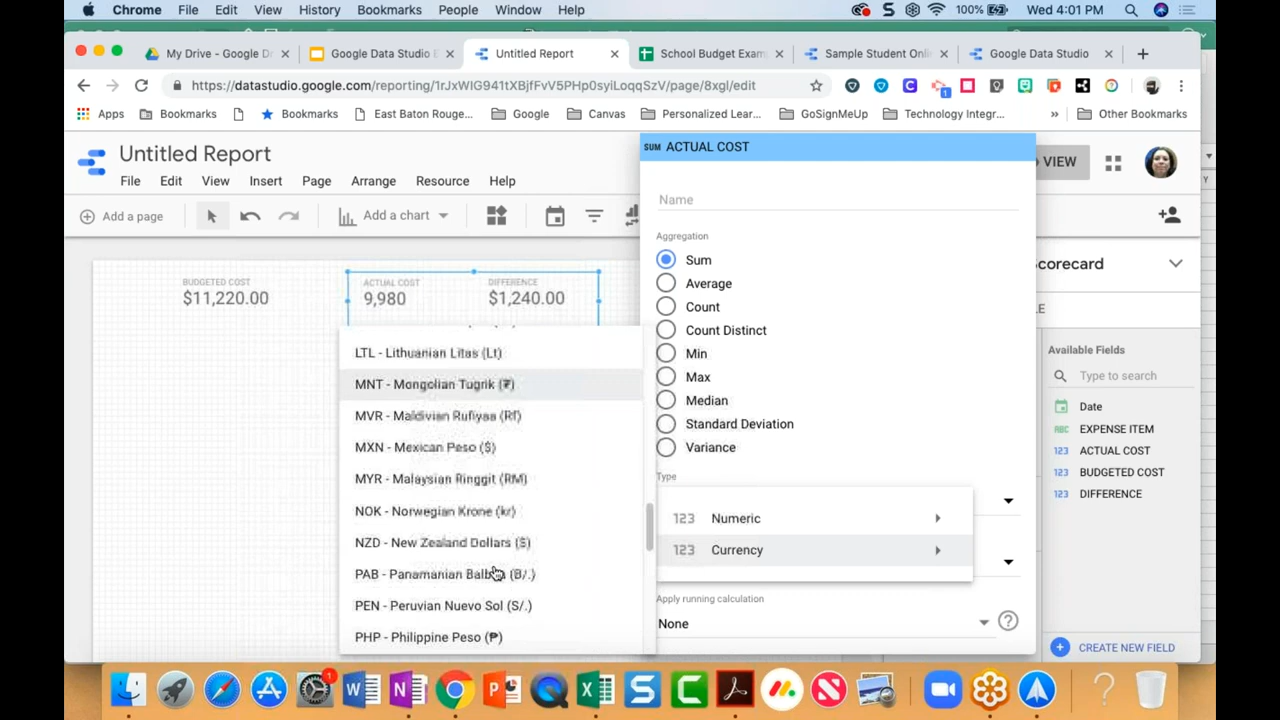 Chrome File Edit View History Bookmarks People Window Help 100% Wed 4:01 PM
My Drive - Google D Google Data Studio Untitled Report School Budget Exam Sample Student Onli Google Data Studio
https://datastudio.google.com/reporting/1rJxWIG941tXBjfFvV5PHp0syiLoqqSzV/page/8xgl/edit
Apps Bookmarks Bookmarks East Baton Rouge... Google Canvas Personalized Lear... GoSignMeUp Technology Integr... » Other Bookmarks
Untitled Report
SUM ACTUAL COST
VIEW
File Edit View Insert Page Arrange Resource Help
Name
Add a page
Add a chart
Aggregation
Sum
Average
Count
Count Distinct
Min
Max
Median
Standard Deviation
Variance
Type
123 Numeric
123 Currency
Apply running calculation
None
BUDGETED COST
$11,220.00
ACTUAL COST
9,980
DIFFERENCE
$1,240.00
LTL - Lithuanian Litas (Lt)
MNT - Mongolian Tugrik (₮)
MVR - Maldivian Rufiyaa (Rf)
MXN - Mexican Peso ($)
MYR - Malaysian Ringgit (RM)
NOK - Norwegian Krone (kr)
NZD - New Zealand Dollars ($)
PAB - Panamanian Balboa (B/.)
PEN - Peruvian Nuevo Sol (S/.)
PHP - Philippine Peso (₱)
corecard
LE
Available Fields
Type to search
Date
ABC EXPENSE ITEM
123 ACTUAL COST
123 BUDGETED COST
123 DIFFERENCE
CREATE NEW FIELD